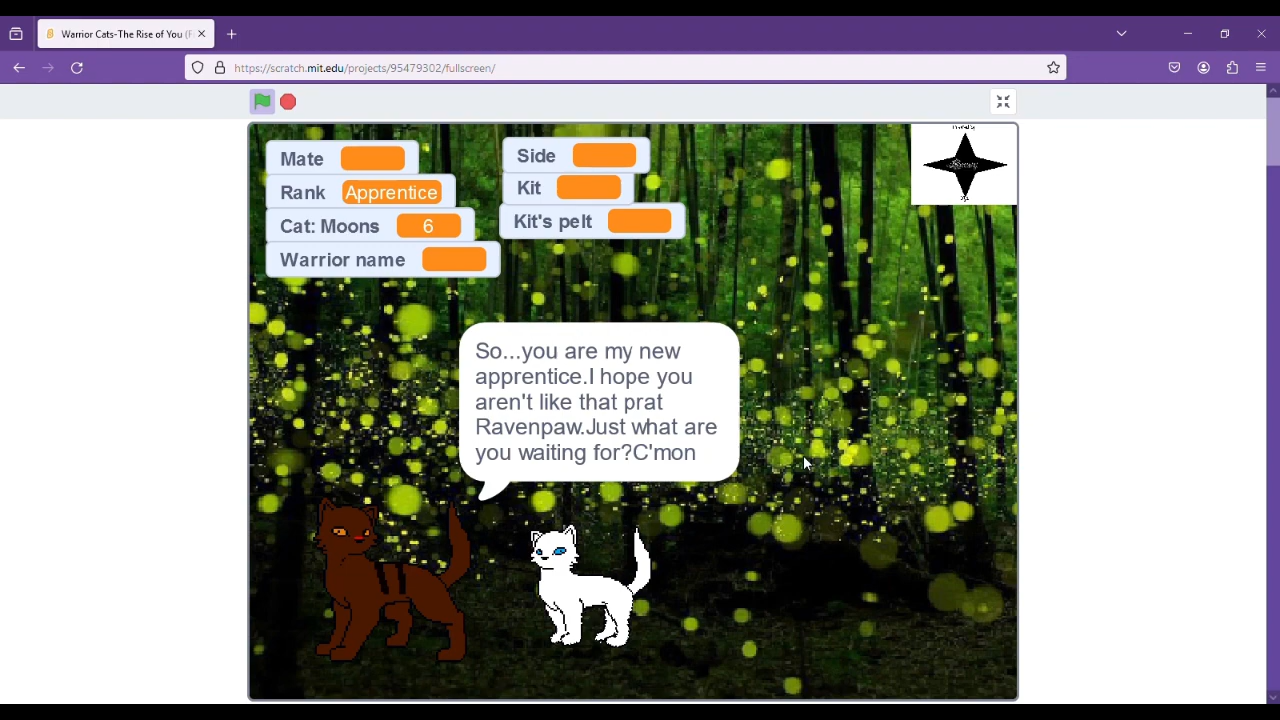 Warrior Cats-The Rise of You (F
https://scratch.mit.edu/projects/95479302/fullscreen/
Mate
Rank Apprentice
Cat: Moons 6
Warrior name
Side
Kit
Kit's pelt
So...you are my new
apprentice.I hope you
aren't like that prat
Ravenpaw.Just what are
you waiting for?C'mon